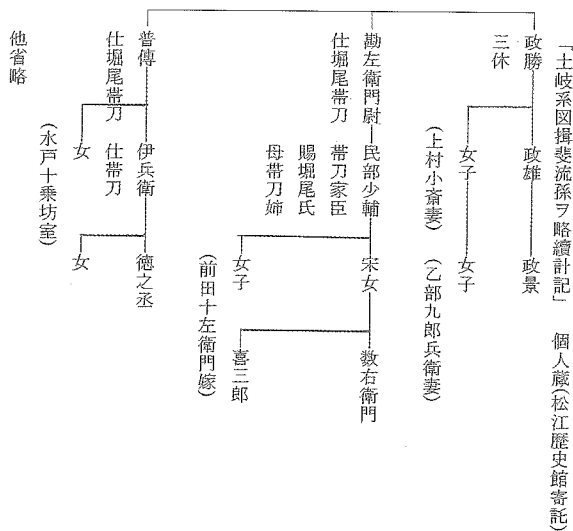 「土岐系図揖斐流孫ヲ略續計記」　個人蔵(松江歴史館寄託)
政勝
三休
政雄
政景
女子
(上村小斎妻)
女子
(乙部九郎兵衛妻)
勘左衛門尉
仕堀尾帯刀
民部少輔
帯刀家臣
賜堀尾氏
母帯刀姉
宋女
数右衛門
女子
(前田十左衛門嫁)
喜三郎
普傳
仕堀尾帯刀
伊兵衛
仕帯刀
徳之丞
女
(水戸十乗坊室)
女
他省略